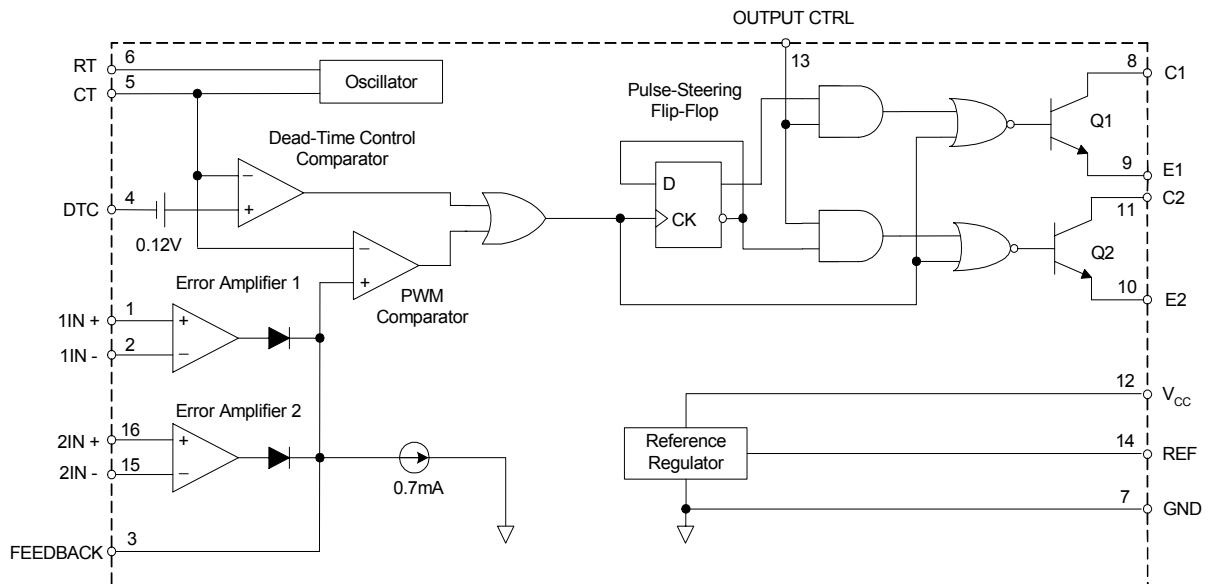 OUTPUT CTRL
13
RT 6
CT 5
Oscillator
Pulse-Steering
Flip-Flop
8 C1
Q1
9 E1
Dead-Time Control
Comparator
−
+
DTC 4
0.12V
D
CK
C2
11
Q2
10 E2
−
+
PWM
Comparator
Error Amplifier 1
1IN + 1
+
1IN - 2
−
Error Amplifier 2
2IN + 16
+
2IN - 15
−
0.7mA
FEEDBACK 3
12 VCC
Reference
Regulator
14 REF
7 GND